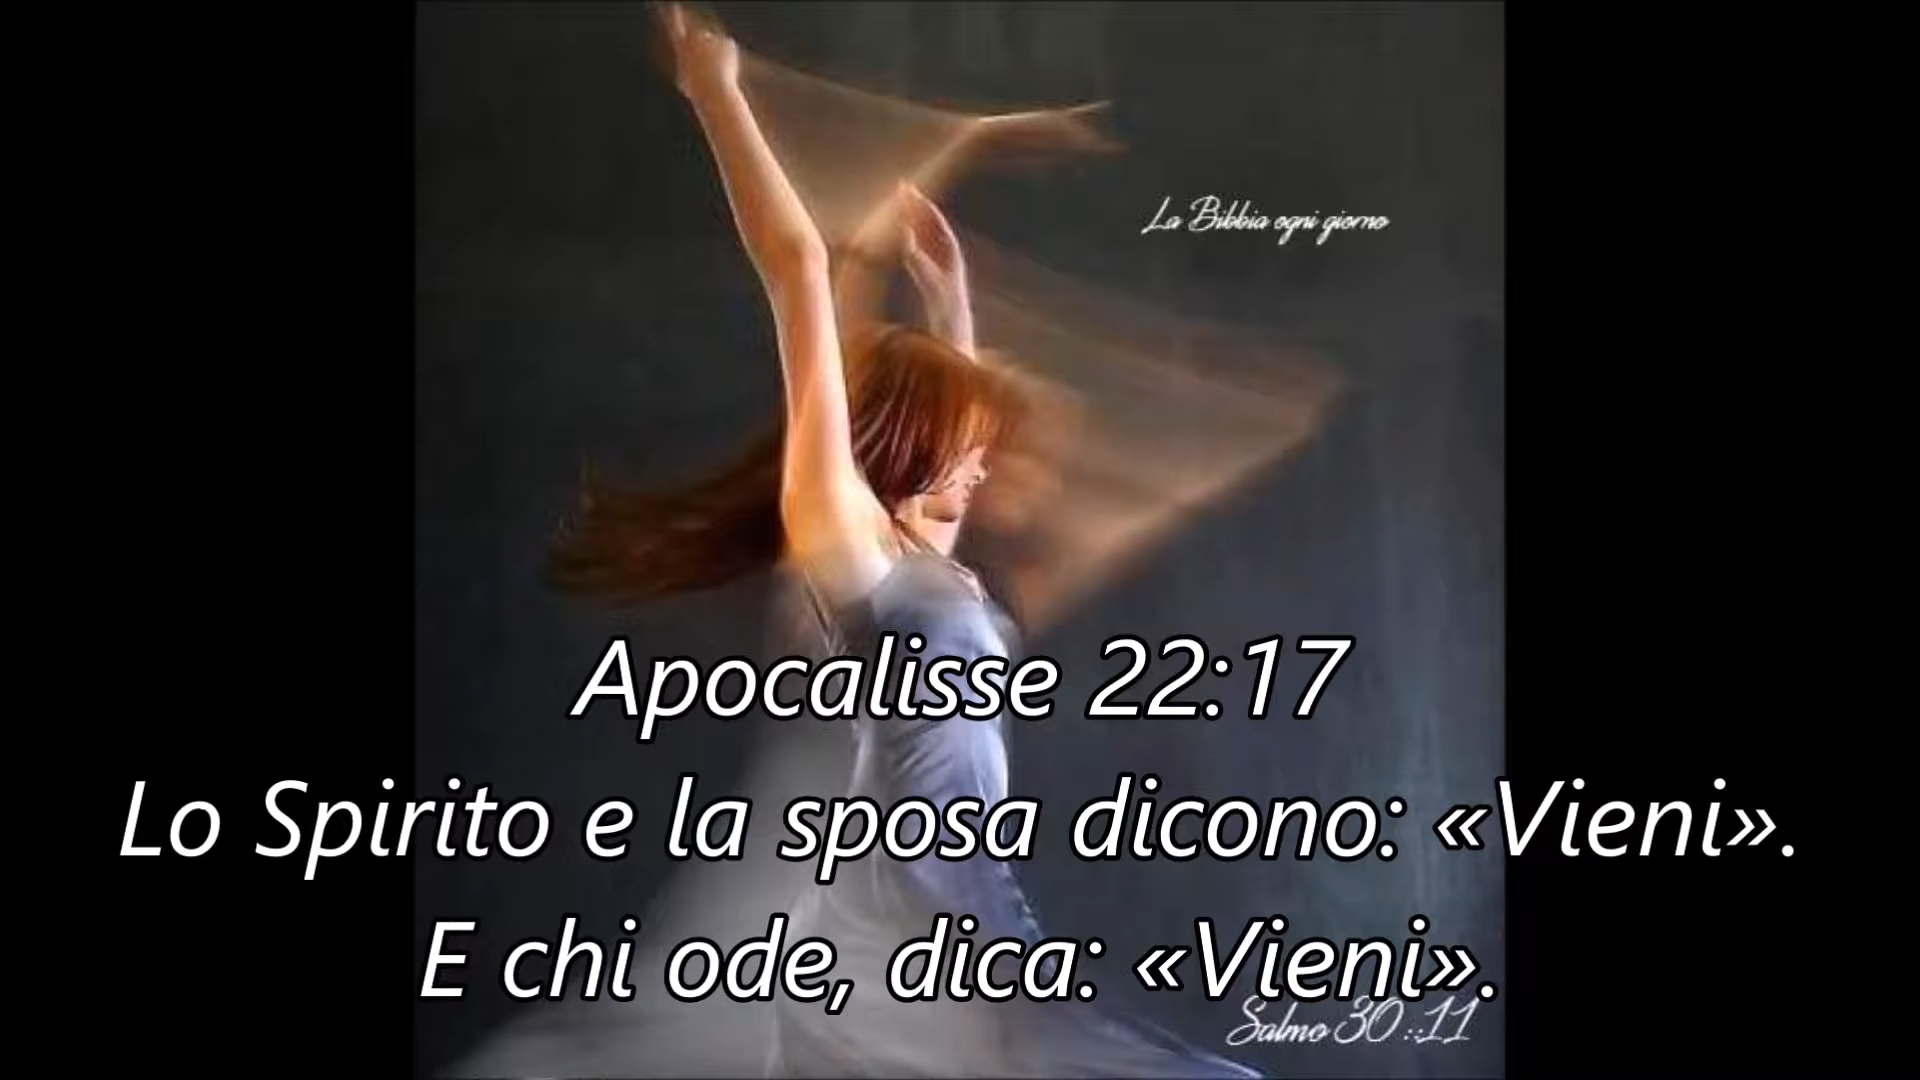 La Bibbia ogni giorno
Apocalisse 22:17
Lo Spirito e la sposa dicono: «Vieni».
E chi ode, dica: «Vieni».
Salmo 30::11